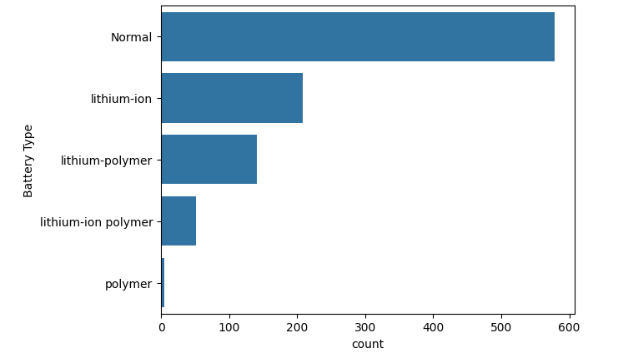 Normal
lithium-ion
lithium-polymer
lithium-ion polymer
polymer
Battery Type
0 100 200 300 400 500 600
count